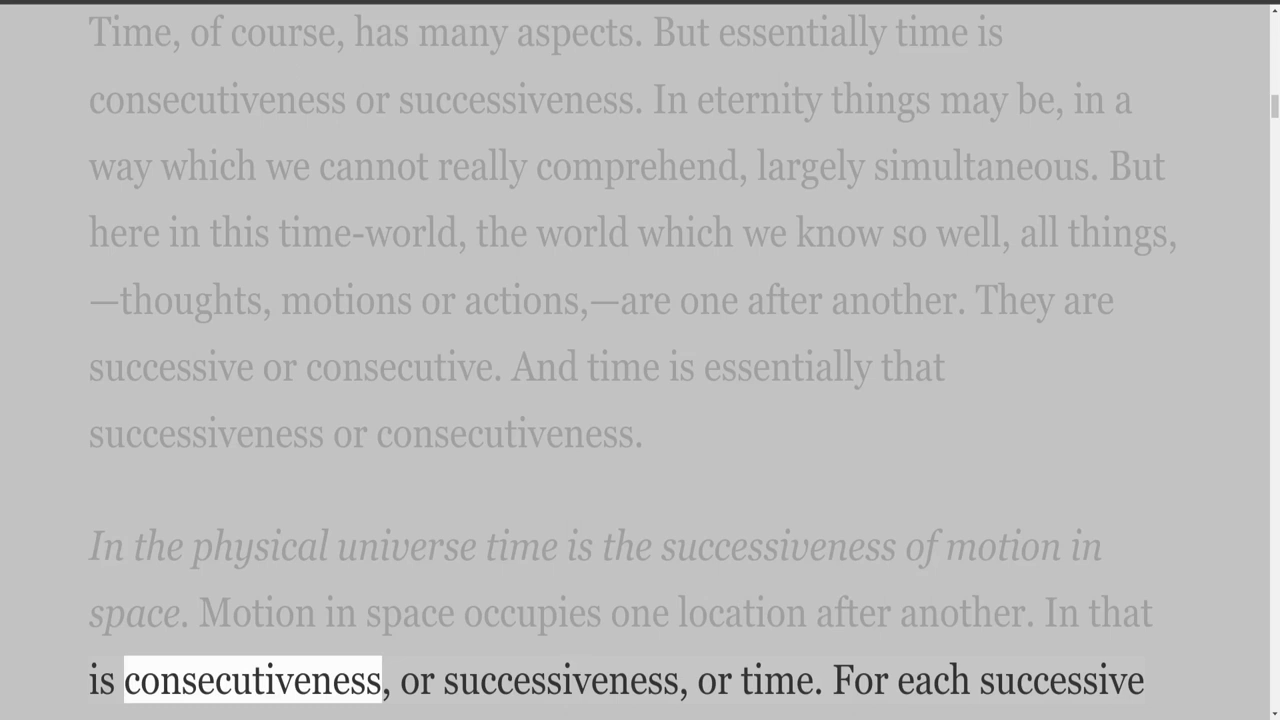 Time, of course, has many aspects. But essentially time is
consecutiveness or successiveness. In eternity things may be, in a
way which we cannot really comprehend, largely simultaneous. But
here in this time-world, the world which we know so well, all things,
—thoughts, motions or actions,—are one after another. They are
successive or consecutive. And time is essentially that
successiveness or consecutiveness.
In the physical universe time is the successiveness of motion in
space. Motion in space occupies one location after another. In that
is consecutiveness, or successiveness, or time. For each successive